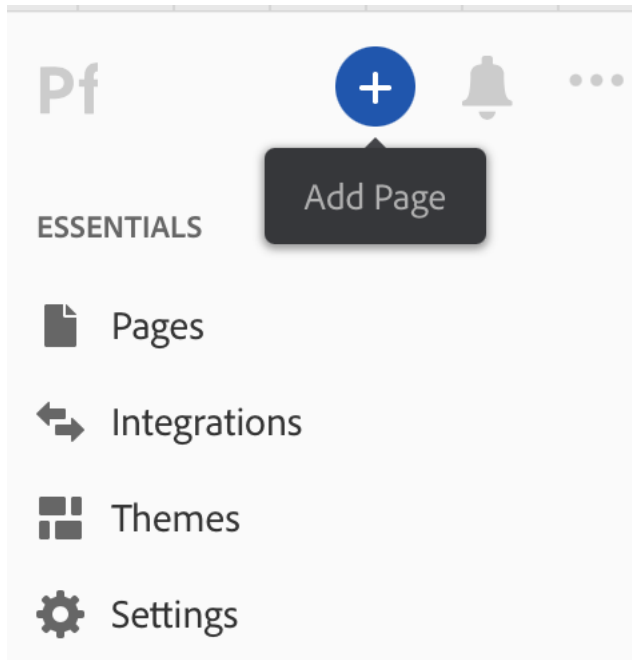 Pf
Add Page
ESSENTIALS
Pages
Integrations
Themes
Settings